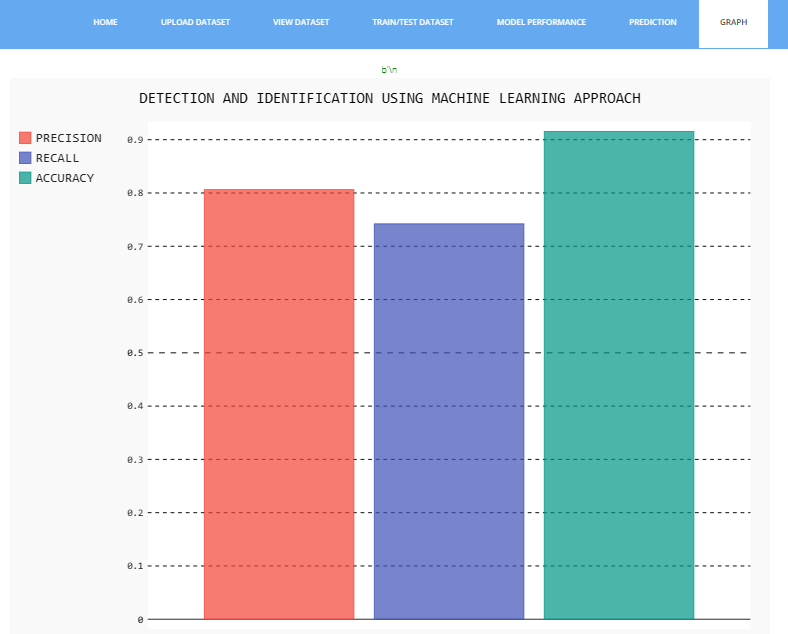 HOME UPLOAD DATASET VIEW DATASET TRAIN/TEST DATASET MODEL PERFORMANCE PREDICTION GRAPH
b'\n
DETECTION AND IDENTIFICATION USING MACHINE LEARNING APPROACH
PRECISION
RECALL
ACCURACY
0.9
0.8
0.7
0.6
0.5
0.4
0.3
0.2
0.1
0